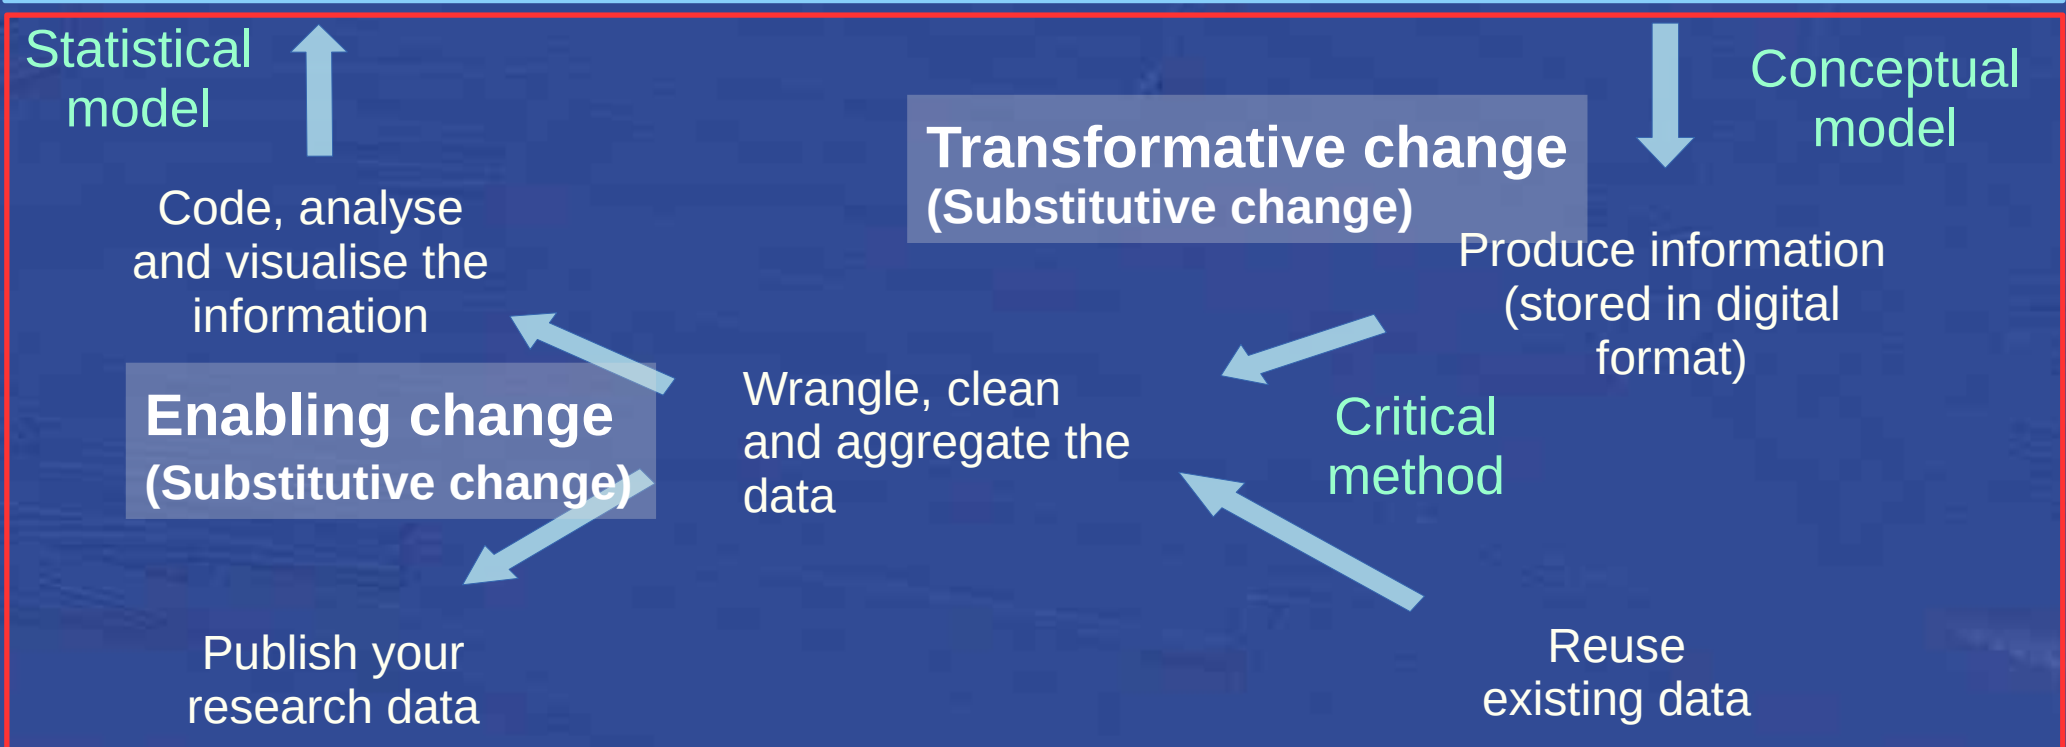 Statistical
model
Conceptual
model
Transformative change
(Substitutive change)
Code, analyse
and visualise the
information
Produce information
(stored in digital
format)
Enabling change
(Substitutive change)
Wrangle, clean
and aggregate the
data
Critical
method
Publish your
research data
Reuse
existing data